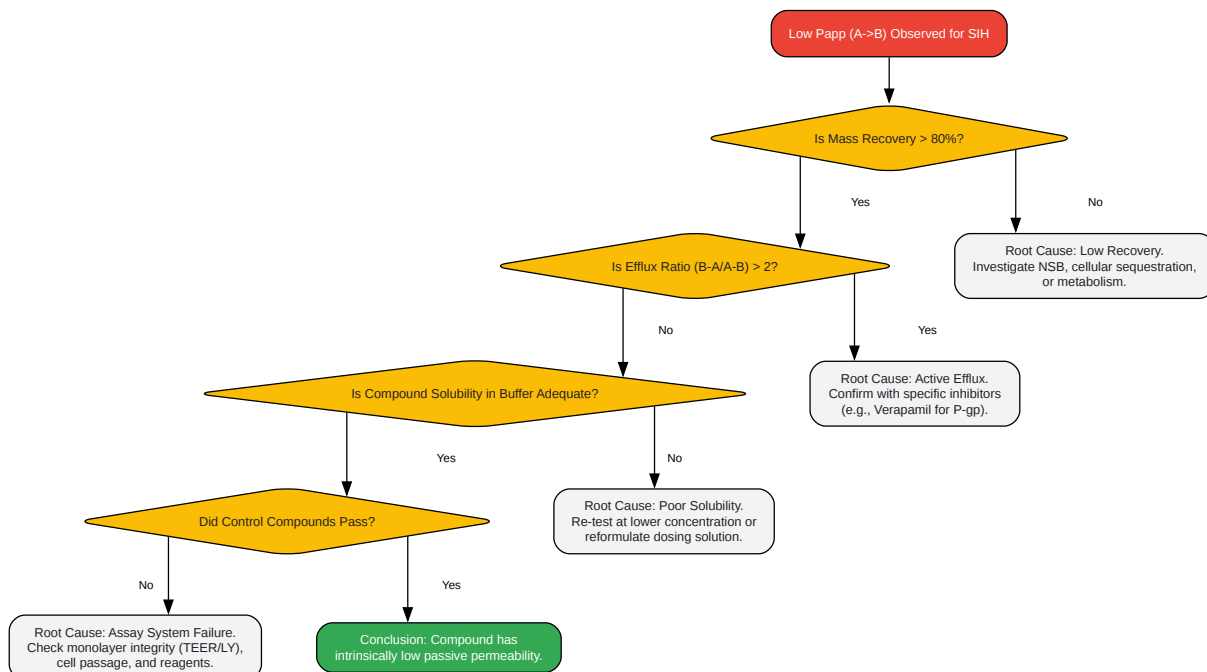 Low Papp (A->B) Observed for SIH
Is Mass Recovery > 80%?
Yes
No
Is Efflux Ratio (B-A/A-B) > 2?
Root Cause: Low Recovery.
Investigate NSB, cellular sequestration,
or metabolism.
No
Yes
Is Compound Solubility in Buffer Adequate?
Root Cause: Active Efflux.
Confirm with specific inhibitors
(e.g., Verapamil for P-gp).
Yes
No
Did Control Compounds Pass?
Root Cause: Poor Solubility.
Re-test at lower concentration or
reformulate dosing solution.
No
Yes
Root Cause: Assay System Failure.
Check monolayer integrity (TEER/LY),
cell passage, and reagents.
Conclusion: Compound has
intrinsically low passive permeability.